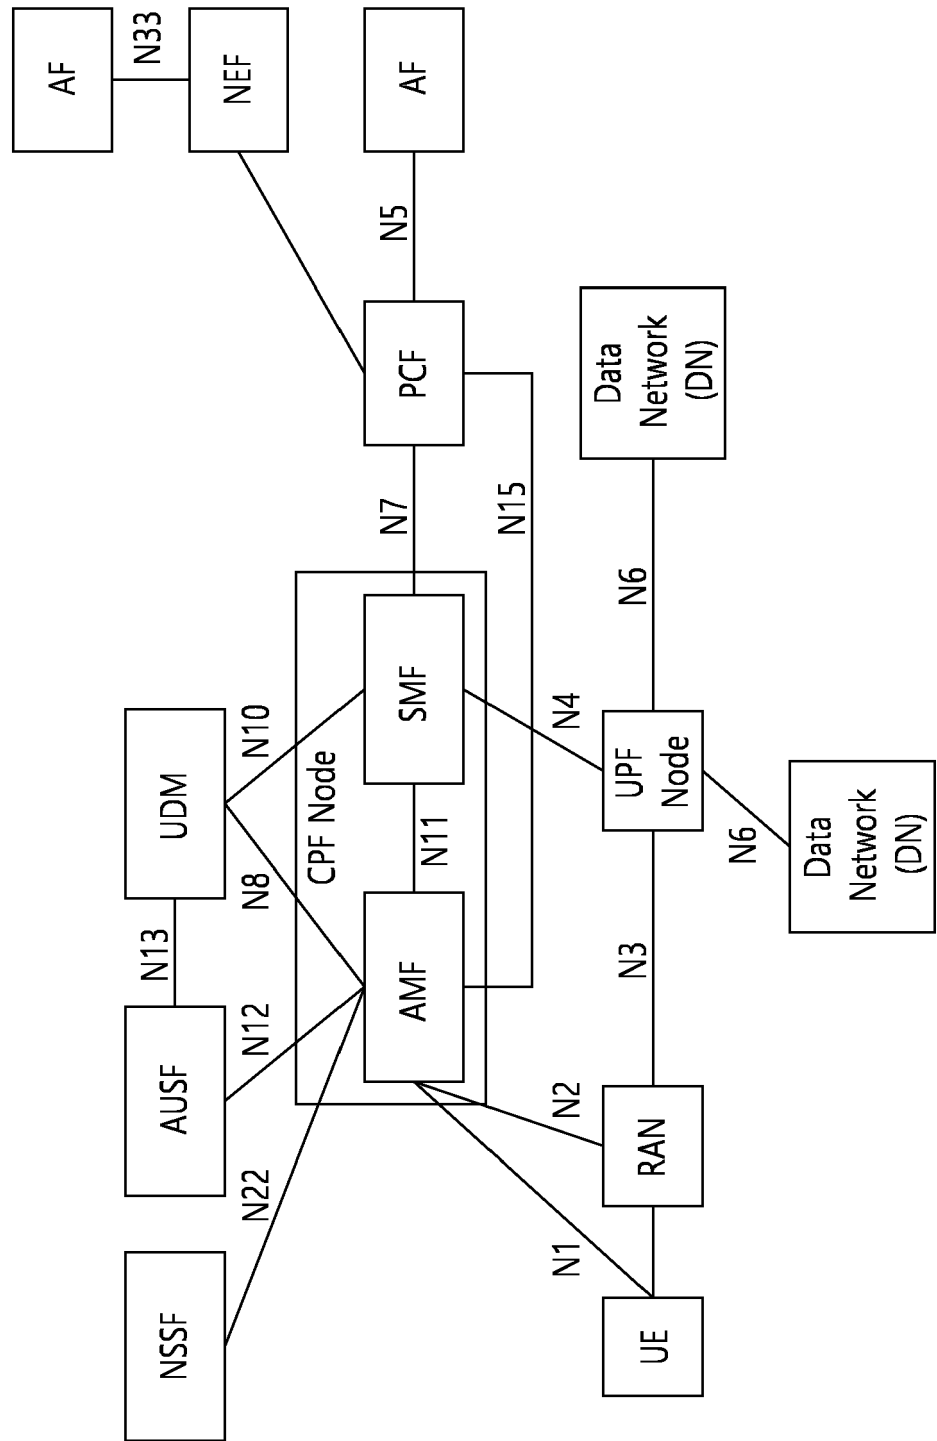 NSSF
AUSF
N13
UDM
AF
N33
NEF
N22
N12
N8
N10
CPF Node
AMF
N11
SMF
N7
PCF
N5
AF
N15
N1
N2
N4
UE
RAN
N3
UPF
Node
N6
Data
Network
(DN)
N6
Data
Network
(DN)